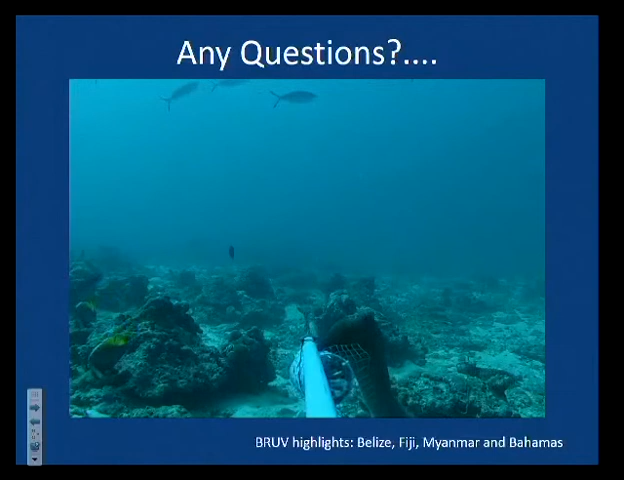 Any Questions?....
BRUV highlights: Belize, Fiji, Myanmar and Bahamas